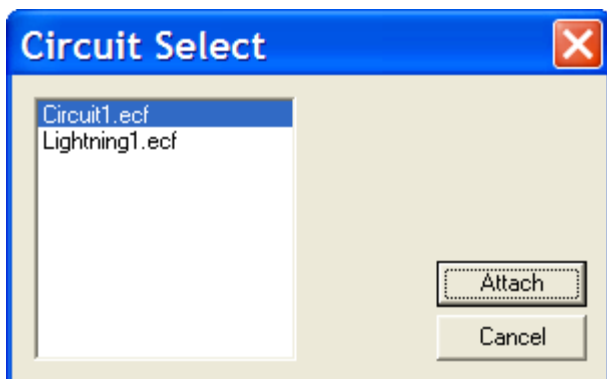 Circuit Select
Circuit1.ecf
Lightning1.ecf
Attach
Cancel